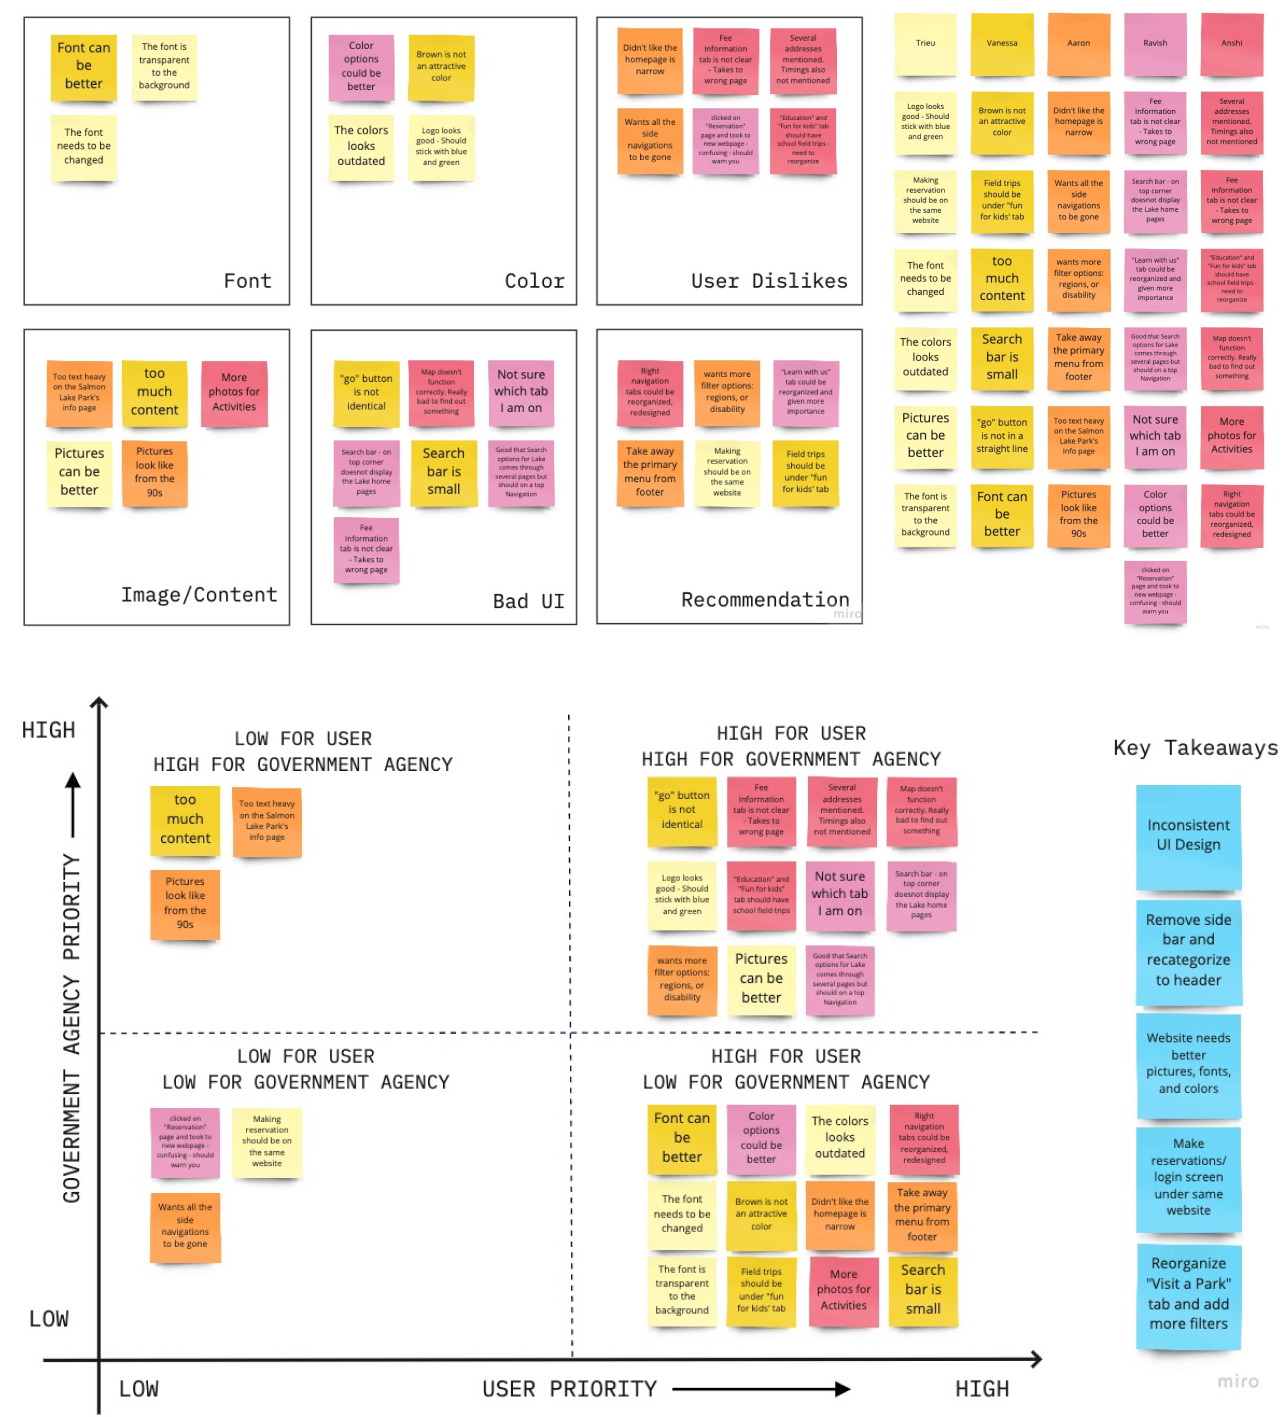 Font can
be
better
The font is
transparent
to the
background
The font
needs to be
changed
Font
Color
options
could be
better
Brown is not
an attractive
color
The colors
looks
outdated
Logo looks
good - Should
stick with blue
and green
Color
Didn't like the
homepage is
narrow
Fee
Information
tab is not clear
- Takes to
wrong page
Several
addresses
mentioned.
Timings also
not mentioned
Wants all the
side
navigations
to be gone
clicked on
"Reservation"
page and took to
new webpage -
confusing - should
warn you
"Education" and
"Fun for kids" tab
should have
school field trips -
need to
reorganize
User Dislikes
Too text heavy
on the Salmon
Lake Park's
info page
too
much
content
More
photos for
Activities
Pictures
can be
better
Pictures
look like
from the
90s
Image/Content
"go" button
is not
identical
Map doesn't
function
correctly. Really
bad to find out
something
Not sure
which tab
I am on
Search bar - on
top corner
doesnot display
the Lake home
pages
Search
bar is
small
Good that Search
options for Lake
comes through
several pages but
should on a top
Navigation
Fee
Information
tab is not clear
- Takes to
wrong page
Bad UI
Right
navigation
tabs could be
reorganized,
redesigned
wants more
filter options:
regions, or
disability
"Learn with us"
tab could be
reorganized and
given more
importance
Take away
the primary
menu from
footer
Making
reservation
should be on
the same
website
Field trips
should be
under "fun
for kids' tab
Recommendation
miro
Trieu
Vanessa
Aaron
Ravish
Anshi
Logo looks
good - Should
stick with blue
and green
Brown is not
an attractive
color
Didn't like the
homepage is
narrow
Fee
Information
tab is not clear
- Takes to
wrong page
Several
addresses
mentioned.
Timings also
not mentioned
Making
reservation
should be on
the same
website
Field trips
should be
under "fun
for kids' tab
Wants all the
side
navigations
to be gone
Search bar - on
top corner
doesnot display
the Lake home
pages
Fee
Information
tab is not clear
- Takes to
wrong page
The font
needs to be
changed
too
much
content
wants more
filter options:
regions, or
disability
"Learn with us"
tab could be
reorganized and
given more
importance
"Education" and
"Fun for kids" tab
should have
school field trips -
need to
reorganize
The colors
looks
outdated
Search
bar is
small
Take away
the primary
menu from
footer
Good that Search
options for Lake
comes through
several pages but
should on a top
Navigation
Map doesn't
function
correctly. Really
bad to find out
something
Pictures
can be
better
"go" button
is not in a
straight line
Too text heavy
on the Salmon
Lake Park's
info page
Not sure
which tab
I am on
More
photos for
Activities
The font is
transparent
to the
background
Font can
be
better
Pictures
look like
from the
90s
Color
options
could be
better
Right
navigation
tabs could be
reorganized,
redesigned
clicked on
"Reservation"
page and took to
new webpage -
confusing - should
warn you
miro
HIGH
GOVERNMENT AGENCY PRIORITY
LOW
LOW FOR USER
HIGH FOR GOVERNMENT AGENCY
too
much
content
Too text heavy
on the Salmon
Lake Park's
info page
Pictures
look like
from the
90s
HIGH FOR USER
HIGH FOR GOVERNMENT AGENCY
"go" button
is not
identical
Fee
Information
tab is not clear
- Takes to
wrong page
Several
addresses
mentioned.
Timings also
not mentioned
Map doesn't
function
correctly. Really
bad to find out
something
Logo looks
good - Should
stick with blue
and green
"Education" and
"Fun for kids"
tab should have
school field trips
Not sure
which tab
I am on
Search bar - on
top corner
doesnot display
the Lake home
pages
wants more
filter options:
regions, or
disability
Pictures
can be
better
Good that Search
options for Lake
comes through
several pages but
should on a top
Navigation
LOW FOR USER
LOW FOR GOVERNMENT AGENCY
clicked on
"Reservation"
page and took to
new webpage -
confusing - should
warn you
Making
reservation
should be on
the same
website
Wants all the
side
navigations
to be gone
HIGH FOR USER
LOW FOR GOVERNMENT AGENCY
Font can
be
better
Color
options
could be
better
The colors
looks
outdated
Right
navigation
tabs could be
reorganized,
redesigned
The font
needs to be
changed
Brown is not
an attractive
color
Didn't like the
homepage is
narrow
Take away
the primary
menu from
footer
The font is
transparent
to the
background
Field trips
should be
under "fun
for kids' tab
More
photos for
Activities
Search
bar is
small
LOW
USER PRIORITY
HIGH
Key Takeaways
Inconsistent
UI Design
Remove side
bar and
recategorize
to header
Website needs
better
pictures, fonts,
and colors
Make
reservations/
login screen
under same
website
Reorganize
"Visit a Park"
tab and add
more filters
miro